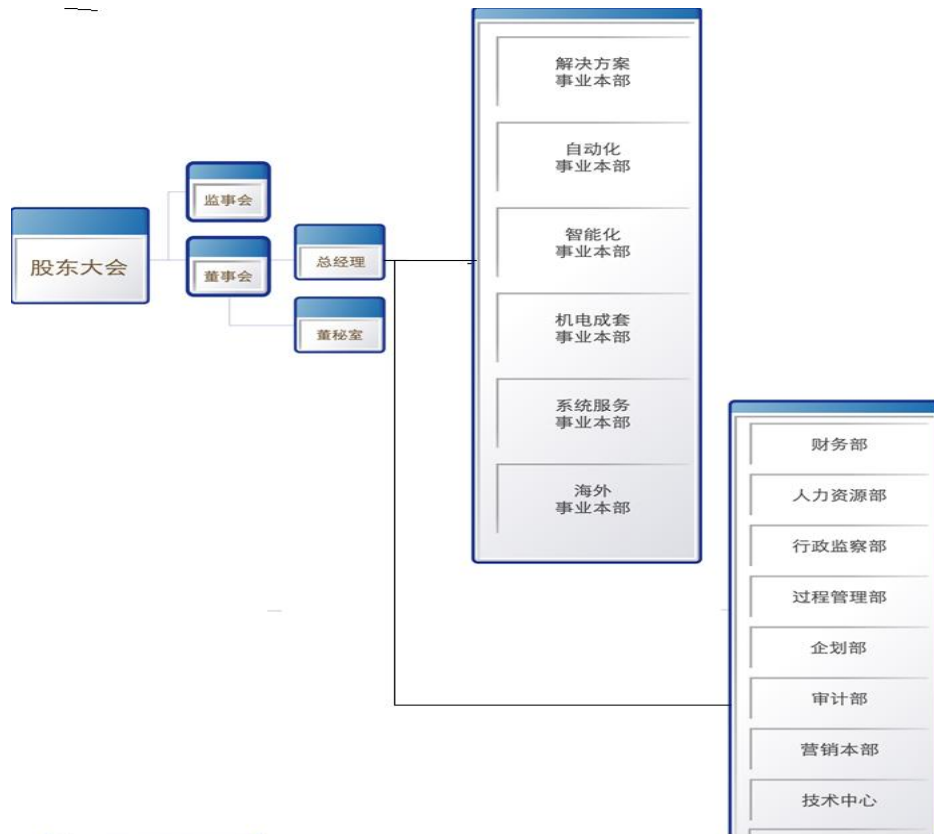 解决方案
事业本部
自动化
事业本部
监事会
智能化
事业本部
股东大会
董事会
总经理
机电成套
事业本部
董秘室
系统服务
事业本部
海外
事业本部
财务部
人力资源部
行政监察部
过程管理部
企划部
审计部
营销本部
技术中心